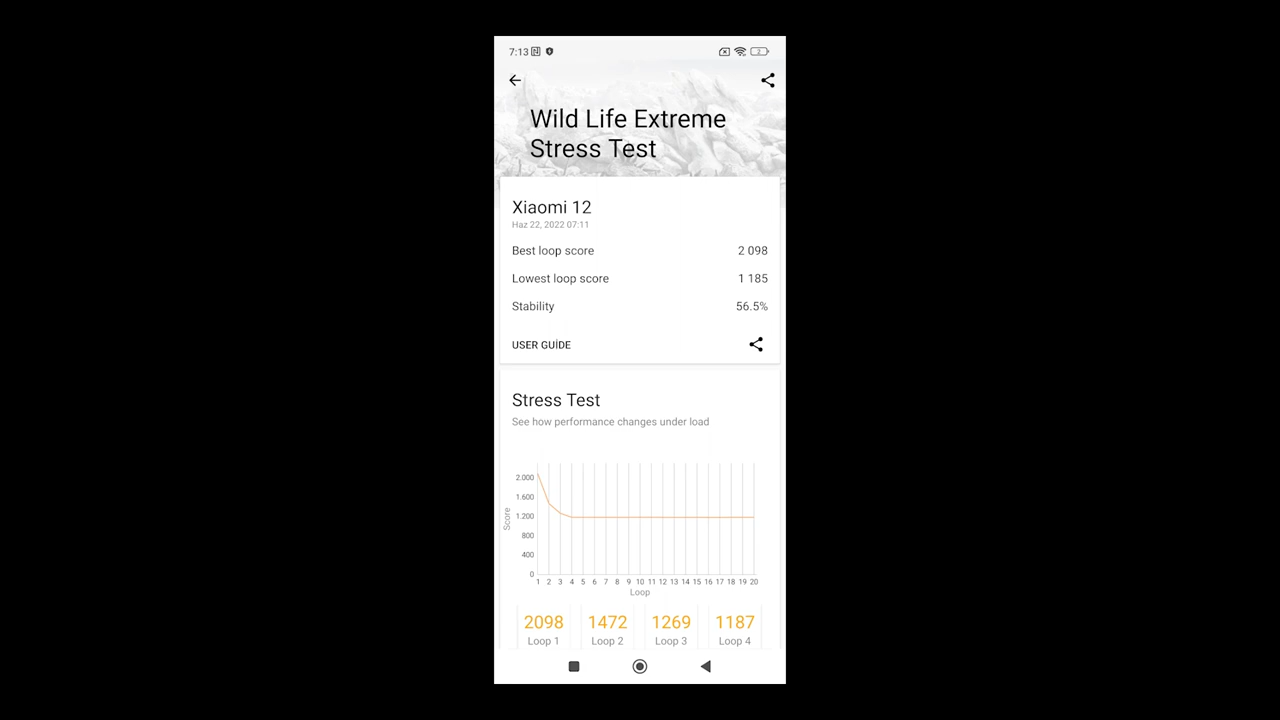 7:13
2
Wild Life Extreme
Stress Test
Xiaomi 12
Haz 22, 2022 07:11
Best loop score 2 098
Lowest loop score 1 185
Stability 56.5%
USER GUİDE
Stress Test
See how performance changes under load
2.000
1.600
1.200
800
400
0
Score
1 2 3 4 5 6 7 8 9 10 11 12 13 14 15 16 17 18 19 20
Loop
2098 1472 1269 1187
Loop 1 Loop 2 Loop 3 Loop 4